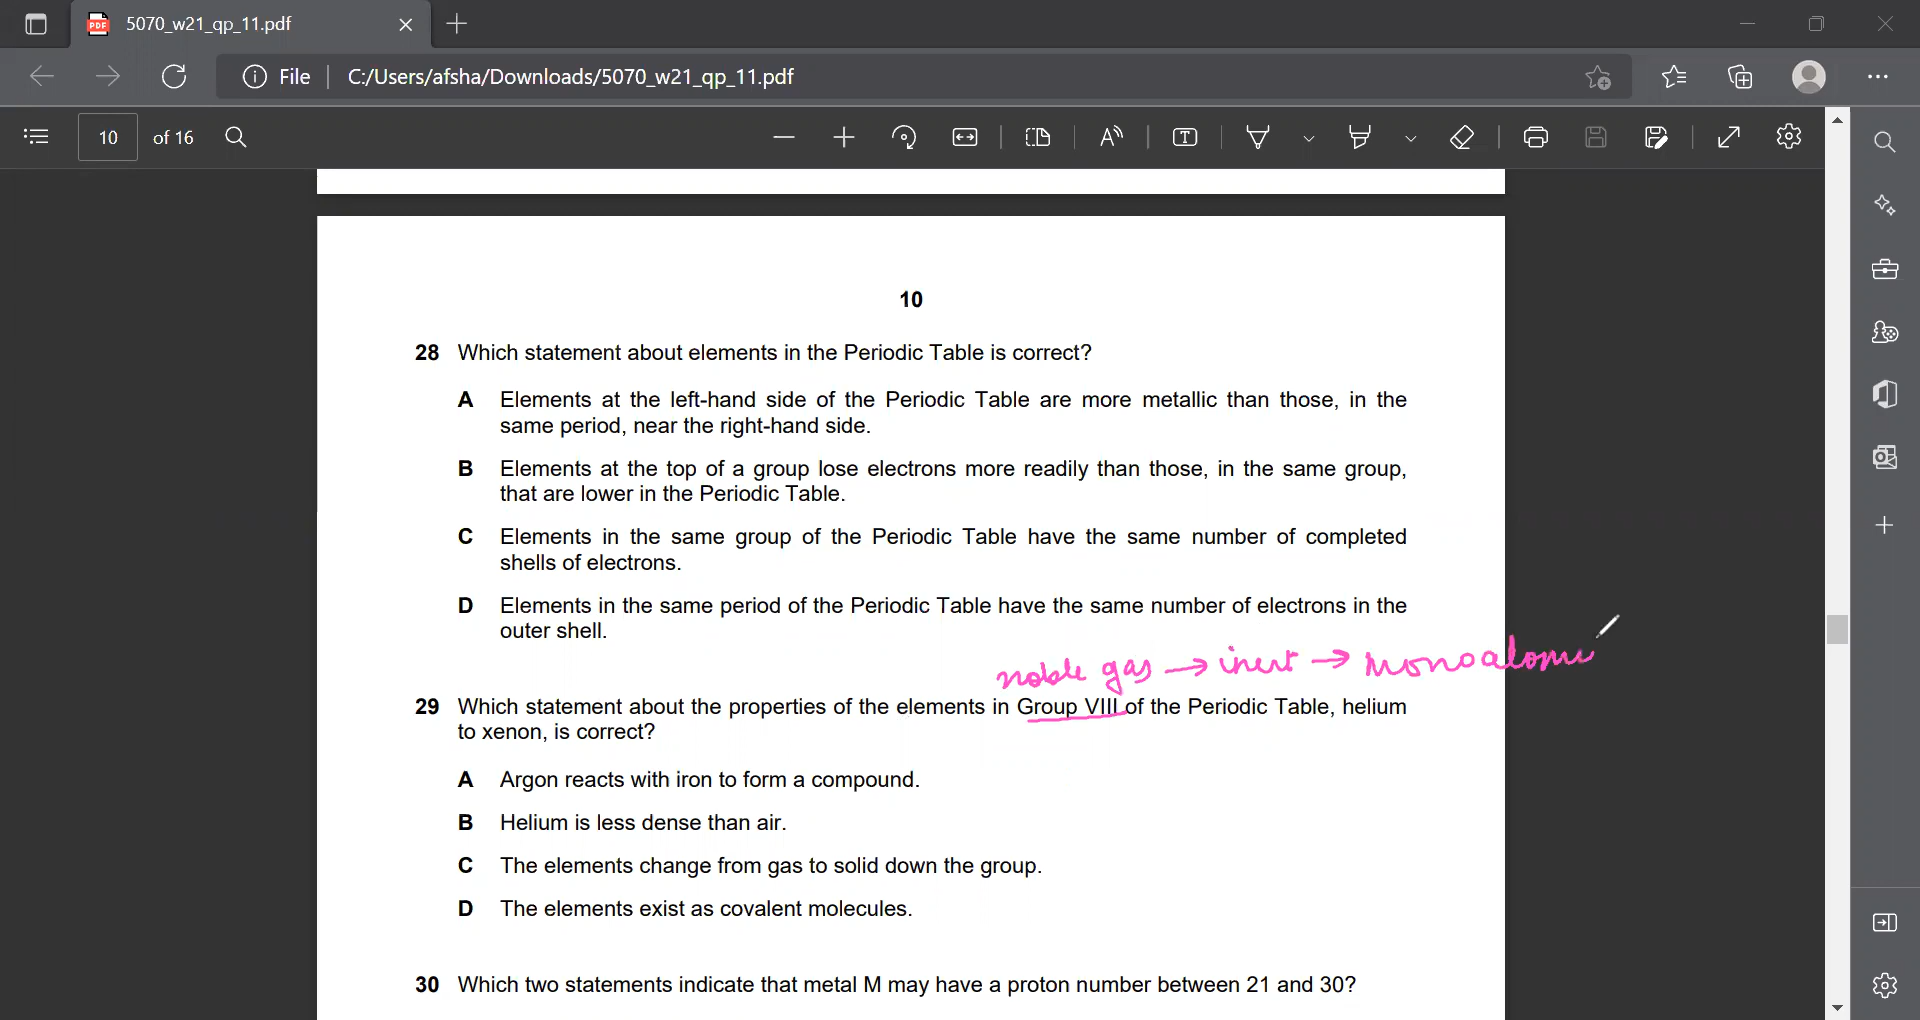 5070_w21_qp_11.pdf
File C:/Users/afsha/Downloads/5070_w21_qp_11.pdf
10 of 16
10
28 Which statement about elements in the Periodic Table is correct?
A Elements at the left-hand side of the Periodic Table are more metallic than those, in the
same period, near the right-hand side.
B Elements at the top of a group lose electrons more readily than those, in the same group,
that are lower in the Periodic Table.
C Elements in the same group of the Periodic Table have the same number of completed
shells of electrons.
D Elements in the same period of the Periodic Table have the same number of electrons in the
outer shell.
noble gas → inert → monoatomi
29 Which statement about the properties of the elements in Group VIII of the Periodic Table, helium
to xenon, is correct?
A Argon reacts with iron to form a compound.
B Helium is less dense than air.
C The elements change from gas to solid down the group.
D The elements exist as covalent molecules.
30 Which two statements indicate that metal M may have a proton number between 21 and 30?